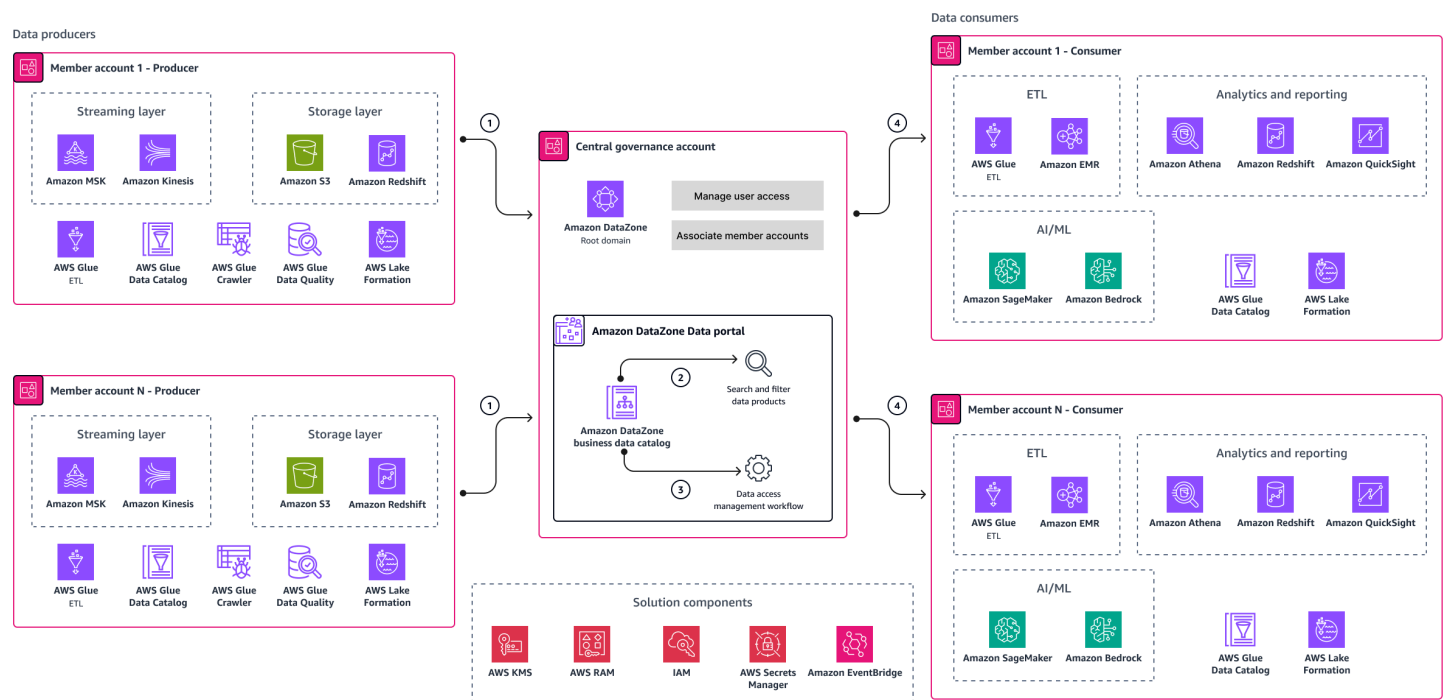 Data producers
Member account 1 - Producer
Streaming layer
Amazon MSK
Amazon Kinesis
Storage layer
Amazon S3
Amazon Redshift
AWS Glue
ETL
AWS Glue
Data Catalog
AWS Glue
Crawler
AWS Glue
Data Quality
AWS Lake
Formation
Member account N - Producer
Streaming layer
Amazon MSK
Amazon Kinesis
Storage layer
Amazon S3
Amazon Redshift
AWS Glue
ETL
AWS Glue
Data Catalog
AWS Glue
Crawler
AWS Glue
Data Quality
AWS Lake
Formation
1
1
Central governance account
Amazon DataZone
Root domain
Manage user access
Associate member accounts
Amazon DataZone Data portal
2
Search and filter
data products
Amazon DataZone
business data catalog
3
Data access
management workflow
Solution components
AWS KMS
AWS RAM
IAM
AWS Secrets
Manager
Amazon EventBridge
4
4
Data consumers
Member account 1 - Consumer
ETL
AWS Glue
ETL
Amazon EMR
Analytics and reporting
Amazon Athena
Amazon Redshift
Amazon QuickSight
AI/ML
Amazon SageMaker
Amazon Bedrock
AWS Glue
Data Catalog
AWS Lake
Formation
Member account N - Consumer
ETL
AWS Glue
ETL
Amazon EMR
Analytics and reporting
Amazon Athena
Amazon Redshift
Amazon QuickSight
AI/ML
Amazon SageMaker
Amazon Bedrock
AWS Glue
Data Catalog
AWS Lake
Formation